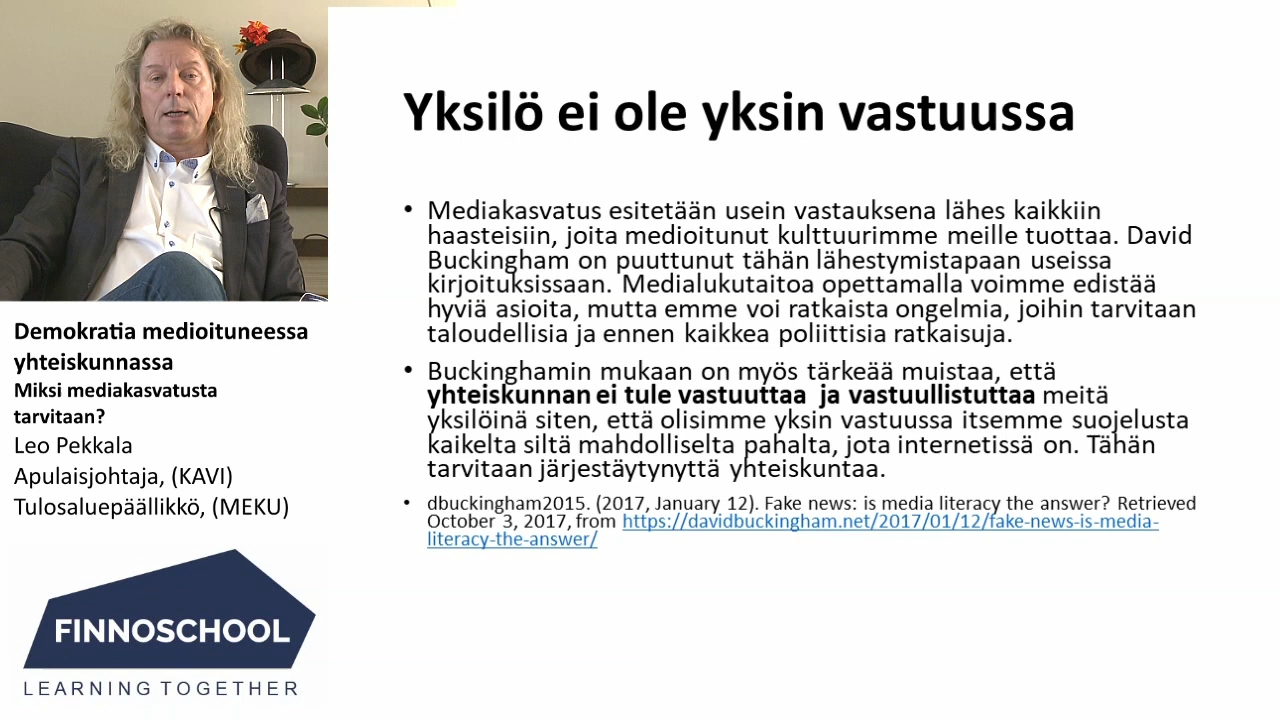 Yksilö ei ole yksin vastuussa
• Mediakasvatus esitetään usein vastauksena lähes kaikkiin
haasteisiin, joita medioitunut kulttuurimme meille tuottaa. David
Buckingham on puuttunut tähän lähestymistapaan useissa
kirjoituksissaan. Medialukutaitoa opettamalla voimme edistää
hyviä asioita, mutta emme voi ratkaista ongelmia, joihin tarvitaan
taloudellisia ja ennen kaikkea poliittisia ratkaisuja.
• Buckinghamin mukaan on myös tärkeää muistaa, että
yhteiskunnan ei tule vastuuttaa ja vastuullistuttaa meitä
yksilöinä siten, että olisimme yksin vastuussa itsemme suojelusta
kaikelta siltä mahdolliselta pahalta, jota internetissä on. Tähän
tarvitaan järjestäytynyttä yhteiskuntaa.
• dbuckingham2015. (2017, January 12). Fake news: is media literacy the answer? Retrieved
October 3, 2017, from https://davidbuckingham.net/2017/01/12/fake-news-is-media-
literacy-the-answer/
Demokratia medioituneessa
yhteiskunnassa
Miksi mediakasvatusta
tarvitaan?
Leo Pekkala
Apulaisjohtaja, (KAVI)
Tulosaluepäällikkö, (MEKU)
FINNOSCHOOL
LEARNING TOGETHER